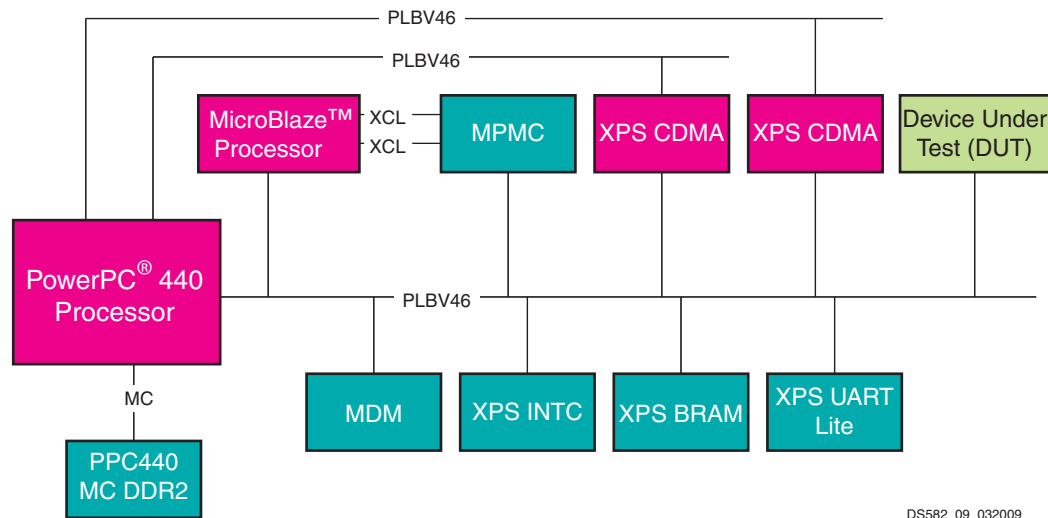 PLBV46
PLBV46
MicroBlaze™
Processor
XCL
XCL
MPMC
XPS CDMA
XPS CDMA
Device Under
Test (DUT)
PowerPC® 440
Processor
PLBV46
MC
MDM
XPS INTC
XPS BRAM
XPS UART
Lite
PPC440
MC DDR2
DS582_09_032009